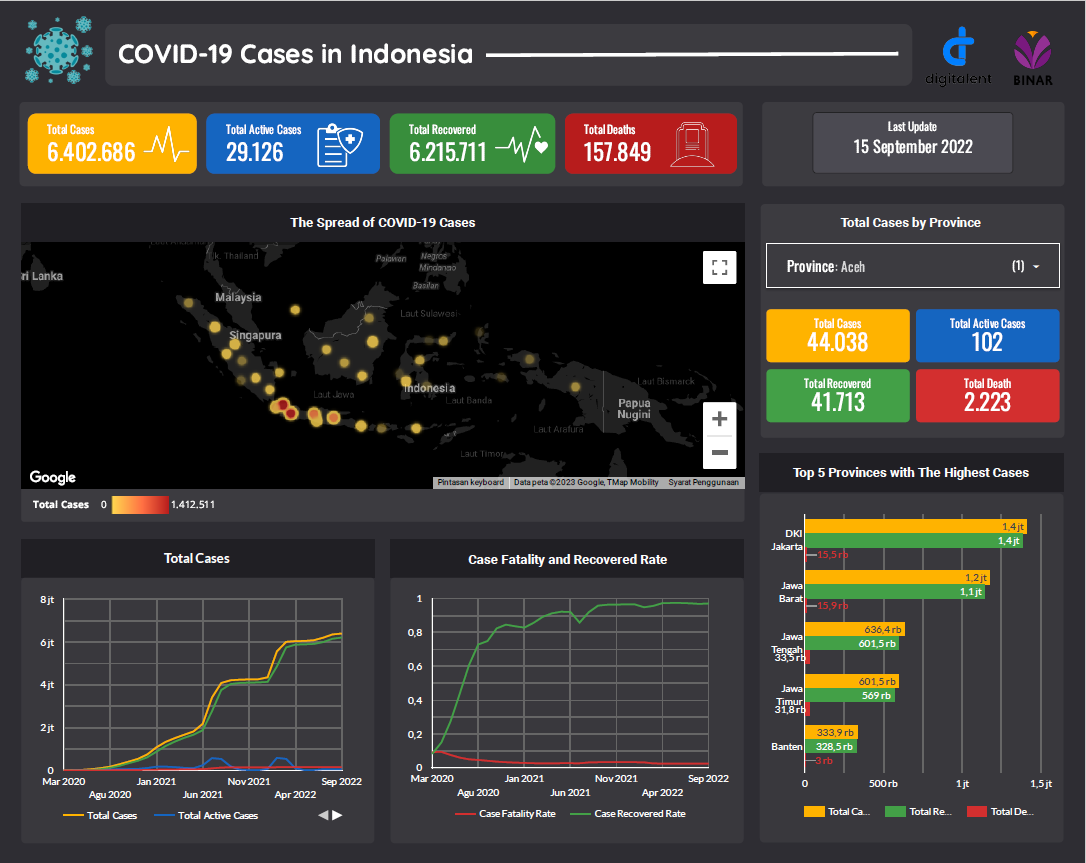 COVID-19 Cases in Indonesia
digitalent
BINAR
Total Cases
6.402.686
Total Active Cases
29.126
Total Recovered
6.215.711
Total Deaths
157.849
Last Update
15 September 2022
The Spread of COVID-19 Cases
Thailand
Palawan
Negros
Mindanao
Basilan
ri Lanka
Malaysia
Laut Sulawesi
Singapura
Indonesia
Laut Jawa
Laut Banda
Laut Bismarck
Papua
Nugini
Laut Arafura
Laut Timor
Google
Pintasan keyboard
Data peta ©2023 Google, TMap Mobility
Syarat Penggunaan
Total Cases 0 1.412.511
Total Cases by Province
Province: Aceh (1)
Total Cases
44.038
Total Active Cases
102
Total Recovered
41.713
Total Death
2.223
Top 5 Provinces with The Highest Cases
DKI
Jakarta
1,4 jt
1,4 jt
15,5 rb
Jawa
Barat
1,2 jt
1,1 jt
15,9 rb
Jawa
Tengah
636,4 rb
601,5 rb
33,5 rb
Jawa
Timur
601,5 rb
569 rb
31,8 rb
Banten
333,9 rb
328,5 rb
3 rb
0 500 rb 1 jt 1,5 jt
Total Ca... Total Re... Total De...
Total Cases
8 jt
6 jt
4 jt
2 jt
0
Mar 2020 Jan 2021 Nov 2021 Sep 2022
Agu 2020 Jun 2021 Apr 2022
Total Cases Total Active Cases
Case Fatality and Recovered Rate
1
0,8
0,6
0,4
0,2
0
Mar 2020 Jan 2021 Nov 2021 Sep 2022
Agu 2020 Jun 2021 Apr 2022
Case Fatality Rate Case Recovered Rate